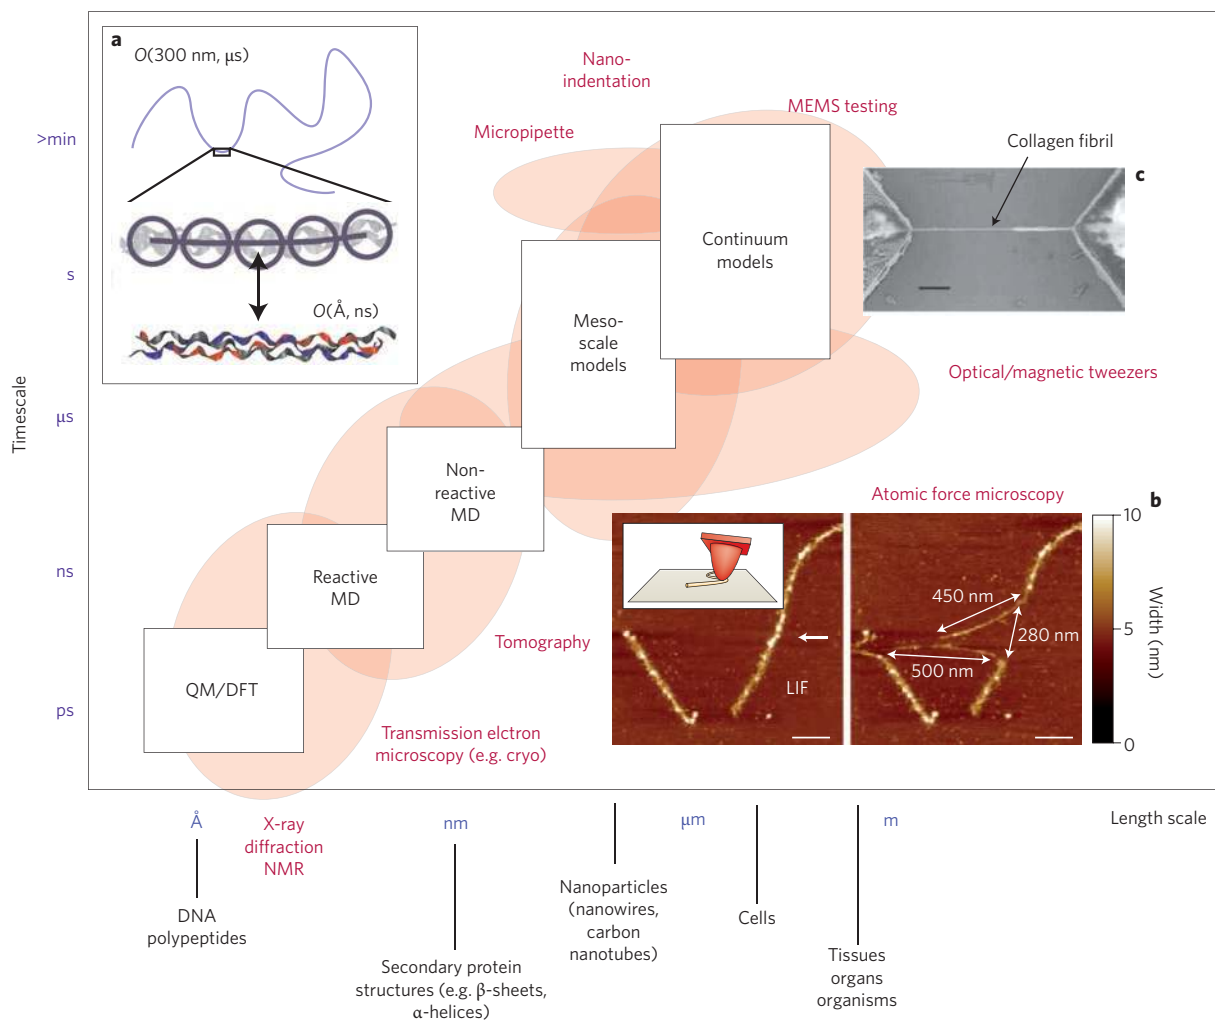 a
O(300 nm, μs)
O(Å, ns)
Nano-
indentation
MEMS testing
Micropipette
Collagen fibril
c
Continuum
models
Meso-
scale
models
Optical/magnetic tweezers
Non-
reactive
MD
Reactive
MD
QM/DFT
Atomic force microscopy
b
450 nm
280 nm
500 nm
LIF
10
5
0
Width (nm)
Tomography
Transmission elctron
microscopy (e.g. cryo)
Timescale
>min
s
μs
ns
ps
Å
X-ray
diffraction
NMR
nm
μm
m
Length scale
DNA
polypeptides
Secondary protein
structures (e.g. β-sheets,
α-helices)
Nanoparticles
(nanowires,
carbon
nanotubes)
Cells
Tissues
organs
organisms